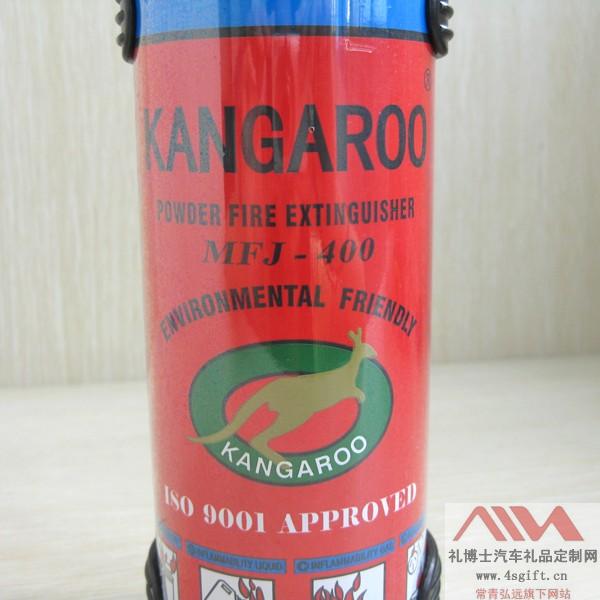 KANGAROO®
POWDER FIRE EXTINGUISHER
MFJ - 400
ENVIRONMENTAL FRIENDLY
KANGAROO
ISO 9001 APPROVED
INFLAMMABILITY LIQUID
INFLAMMABILITY GAS
礼博士汽车礼品定制网
www.4sgift.cn
常青弘远旗下网站